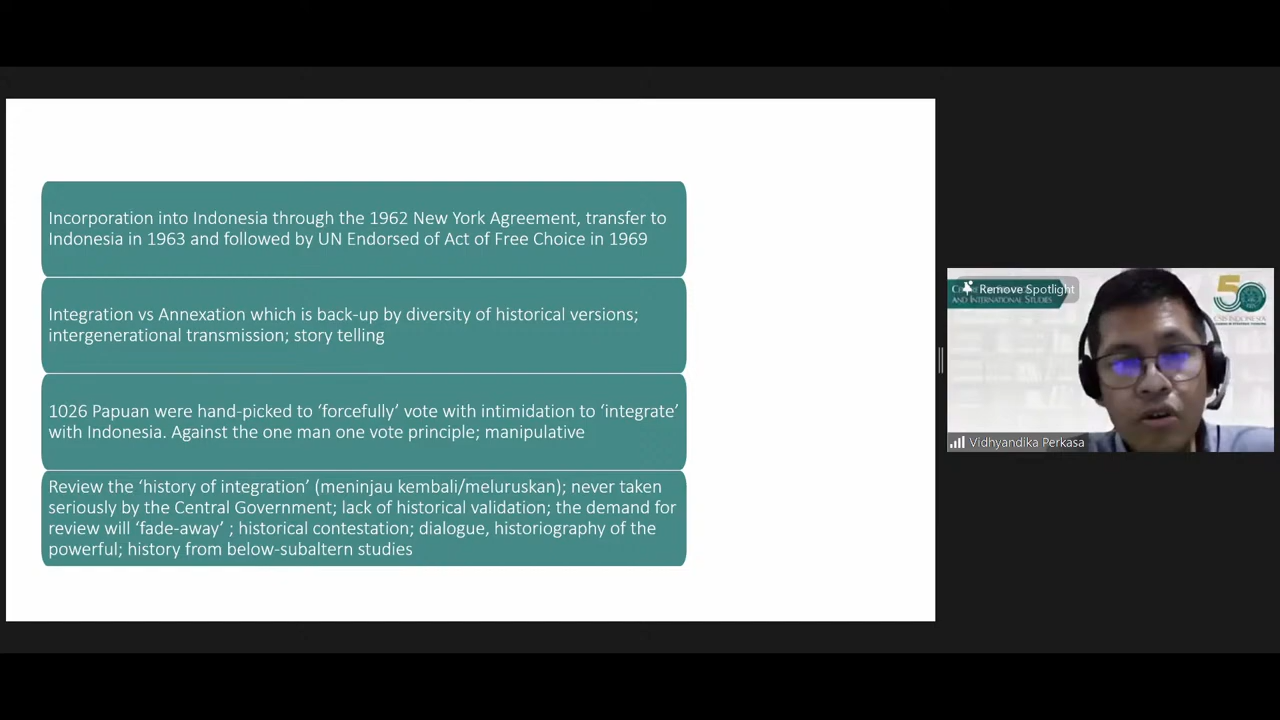 Incorporation into Indonesia through the 1962 New York Agreement, transfer to
Indonesia in 1963 and followed by UN Endorsed of Act of Free Choice in 1969
Integration vs Annexation which is back-up by diversity of historical versions;
intergenerational transmission; story telling
1026 Papuan were hand-picked to ‘forcefully’ vote with intimidation to ‘integrate’
with Indonesia. Against the one man one vote principle; manipulative
Review the ‘history of integration’ (meninjau kembali/meluruskan); never taken
seriously by the Central Government; lack of historical validation; the demand for
review will ‘fade-away’ ; historical contestation; dialogue, historiography of the
powerful; history from below-subaltern studies
Remove Spotlight
AND INTERNATIONAL STUDIES
CSIS INDONESIA
Vidhyandika Perkasa